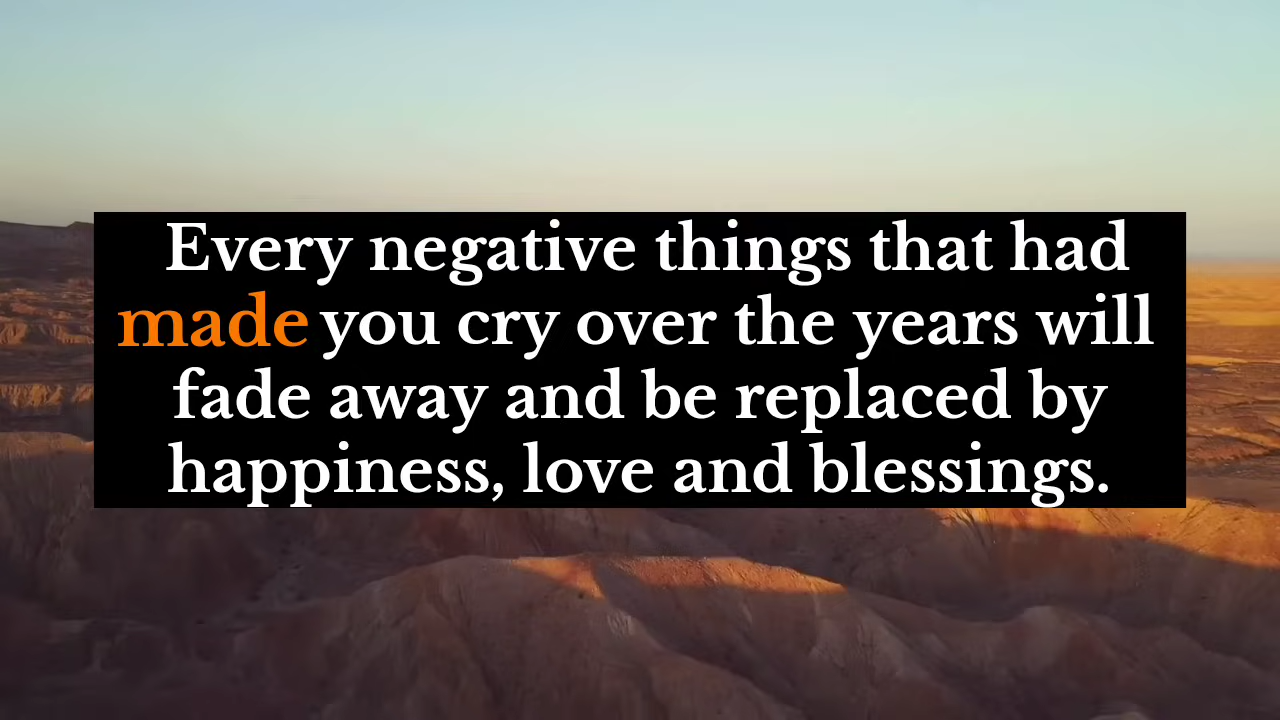 Every negative things that had
made you cry over the years will
fade away and be replaced by
happiness, love and blessings.